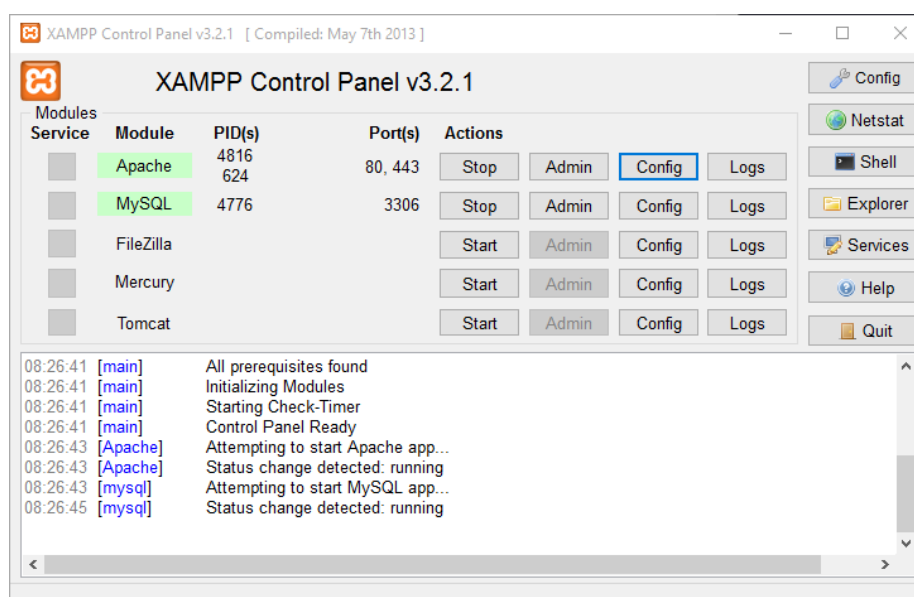 XAMPP Control Panel v3.2.1 [ Compiled: May 7th 2013 ]
XAMPP Control Panel v3.2.1
Config
Modules
Netstat
Service Module PID(s) Port(s) Actions
Apache 4816 624 80, 443 Stop Admin Config Logs
Shell
MySQL 4776 3306 Stop Admin Config Logs
Explorer
FileZilla Start Admin Config Logs
Services
Mercury Start Admin Config Logs
Help
Tomcat Start Admin Config Logs
Quit
08:26:41 [main] All prerequisites found
08:26:41 [main] Initializing Modules
08:26:41 [main] Starting Check-Timer
08:26:41 [main] Control Panel Ready
08:26:43 [Apache] Attempting to start Apache app...
08:26:43 [Apache] Status change detected: running
08:26:43 [mysql] Attempting to start MySQL app...
08:26:45 [mysql] Status change detected: running